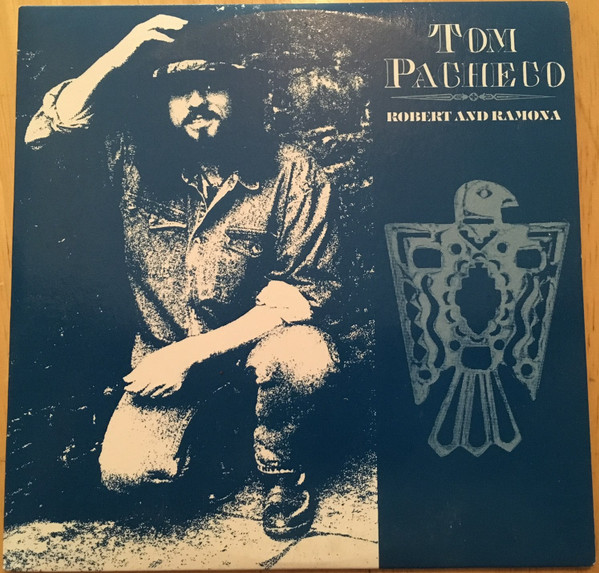 TOM
PACHECO
ROBERT AND RAMONA